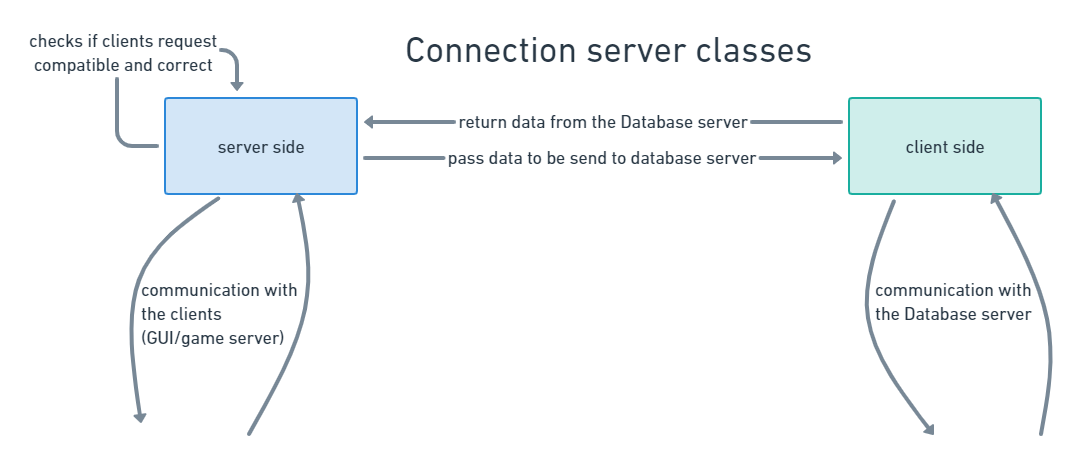 Connection server classes
checks if clients request
compatible and correct
return data from the Database server
server side
client side
pass data to be send to database server
communication with
the clients
(GUI/game server)
communication with
the Database server